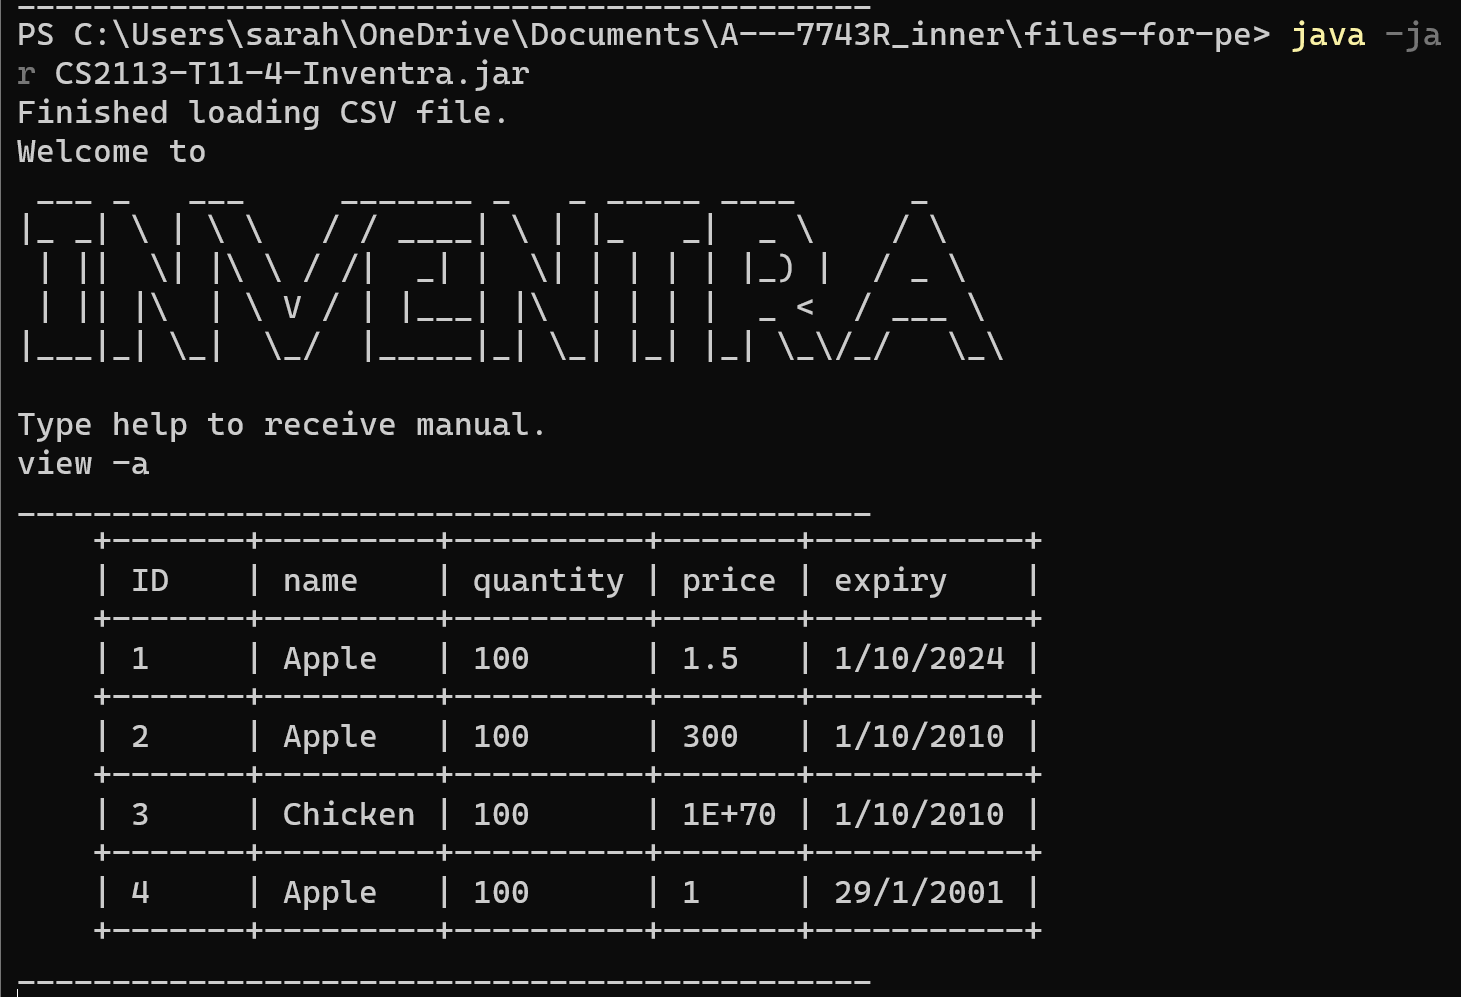 PS C:\Users\sarah\OneDrive\Documents\A---7743R_inner\files-for-pe> java -ja
r CS2113-T11-4-Inventra.jar
Finished loading CSV file.
Welcome to
 ___ _   ___     _______ _   _ _____ ____      _
|_ _| \ | \ \   / / ____| \ | |_   _|  _ \    / \
 | ||  \| |\ \ / /|  _| |  \| | | | | |_) |  / _ \
 | || |\  | \ V / | |___| |\  | | | |  _ <  / ___ \
|___|_| \_|  \_/  |_____|_| \_| |_| |_| \_\/_/   \_\
Type help to receive manual.
view -a
_____________________________________________
    +-------+---------+----------+-------+-----------+
    | ID    | name    | quantity | price | expiry    |
    +-------+---------+----------+-------+-----------+
    | 1     | Apple   | 100      | 1.5   | 1/10/2024 |
    +-------+---------+----------+-------+-----------+
    | 2     | Apple   | 100      | 300   | 1/10/2010 |
    +-------+---------+----------+-------+-----------+
    | 3     | Chicken | 100      | 1E+70 | 1/10/2010 |
    +-------+---------+----------+-------+-----------+
    | 4     | Apple   | 100      | 1     | 29/1/2001 |
    +-------+---------+----------+-------+-----------+
_____________________________________________